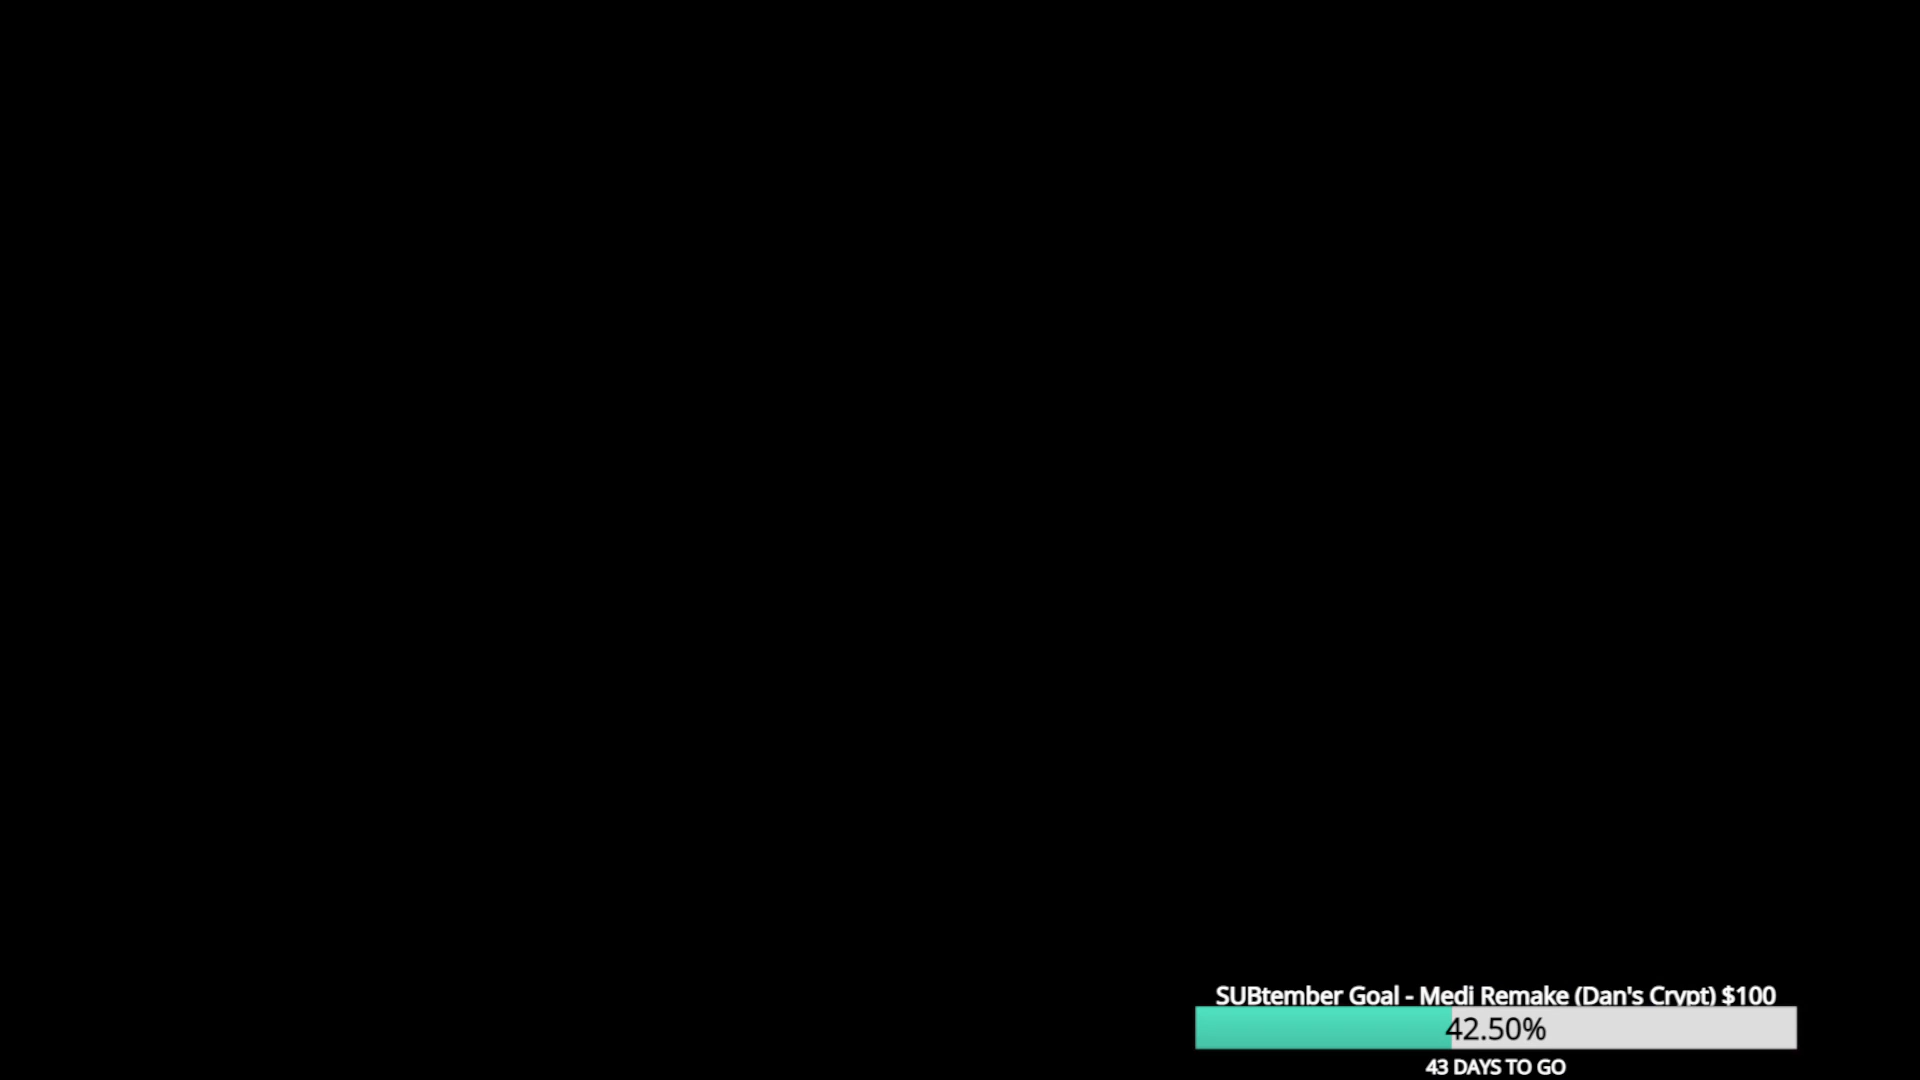 SUBtember Goal - Medi Remake (Dan's Crypt) $100
42.50%
43 DAYS TO GO